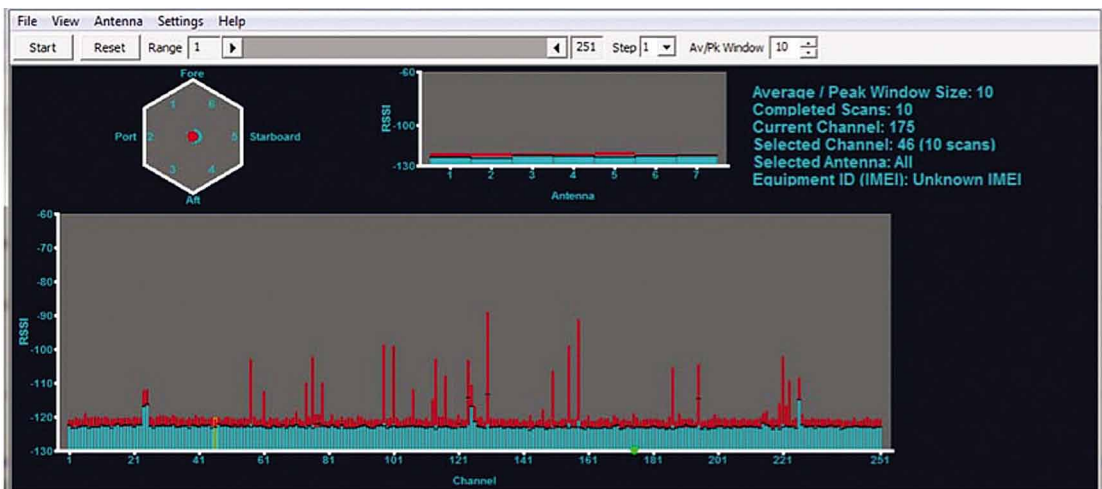 File View Antenna Settings Help
Start Reset Range 1 251 Step 1 Av/Pk Window 10
Fore
1 6
Port 2 5 Starboard
3 4
Aft
-60
RSSI
-100
-130
1 2 3 4 5 6 7
Antenna
Average / Peak Window Size: 10
Completed Scans: 10
Current Channel: 175
Selected Channel: 46 (10 scans)
Selected Antenna: All
Equipment ID (IMEI): Unknown IMEI
-60
-70
-80
-90
RSSI
-100
-110
-120
-130
1 21 41 61 81 101 121 141 161 181 201 221 251
Channel